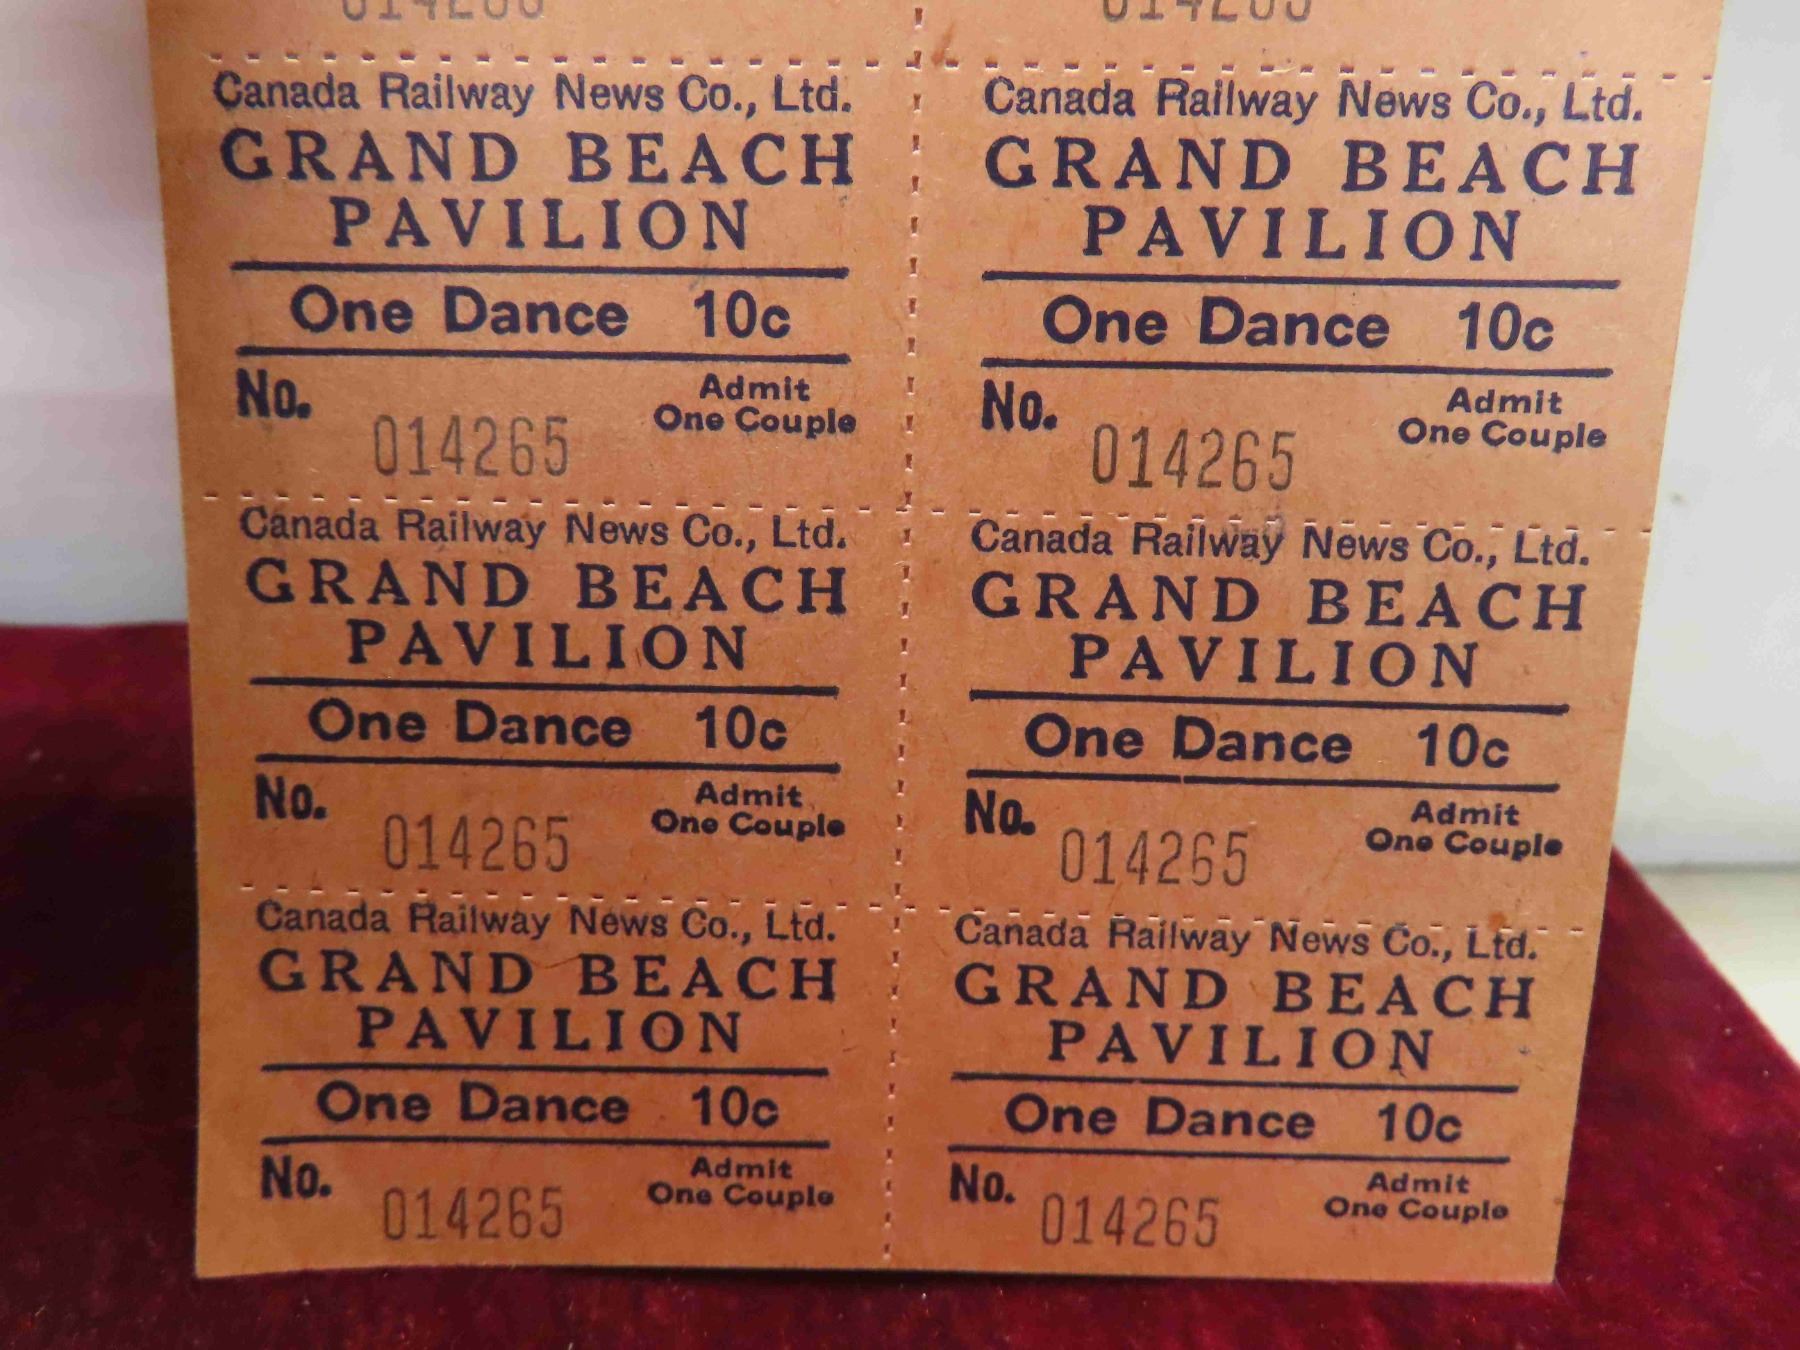 Canada Railway News Co., Ltd.
GRAND BEACH
PAVILION
One Dance 10c
No. 014265
Admit
One Couple
Canada Railway News Co., Ltd.
GRAND BEACH
PAVILION
One Dance 10c
No. 014265
Admit
One Couple
Canada Railway News Co., Ltd.
GRAND BEACH
PAVILION
One Dance 10c
No. 014265
Admit
One Couple
Canada Railway News Co., Ltd.
GRAND BEACH
PAVILION
One Dance 10c
No. 014265
Admit
One Couple
Canada Railway News Co., Ltd.
GRAND BEACH
PAVILION
One Dance 10c
No. 014265
Admit
One Couple
Canada Railway News Co., Ltd.
GRAND BEACH
PAVILION
One Dance 10c
No. 014265
Admit
One Couple